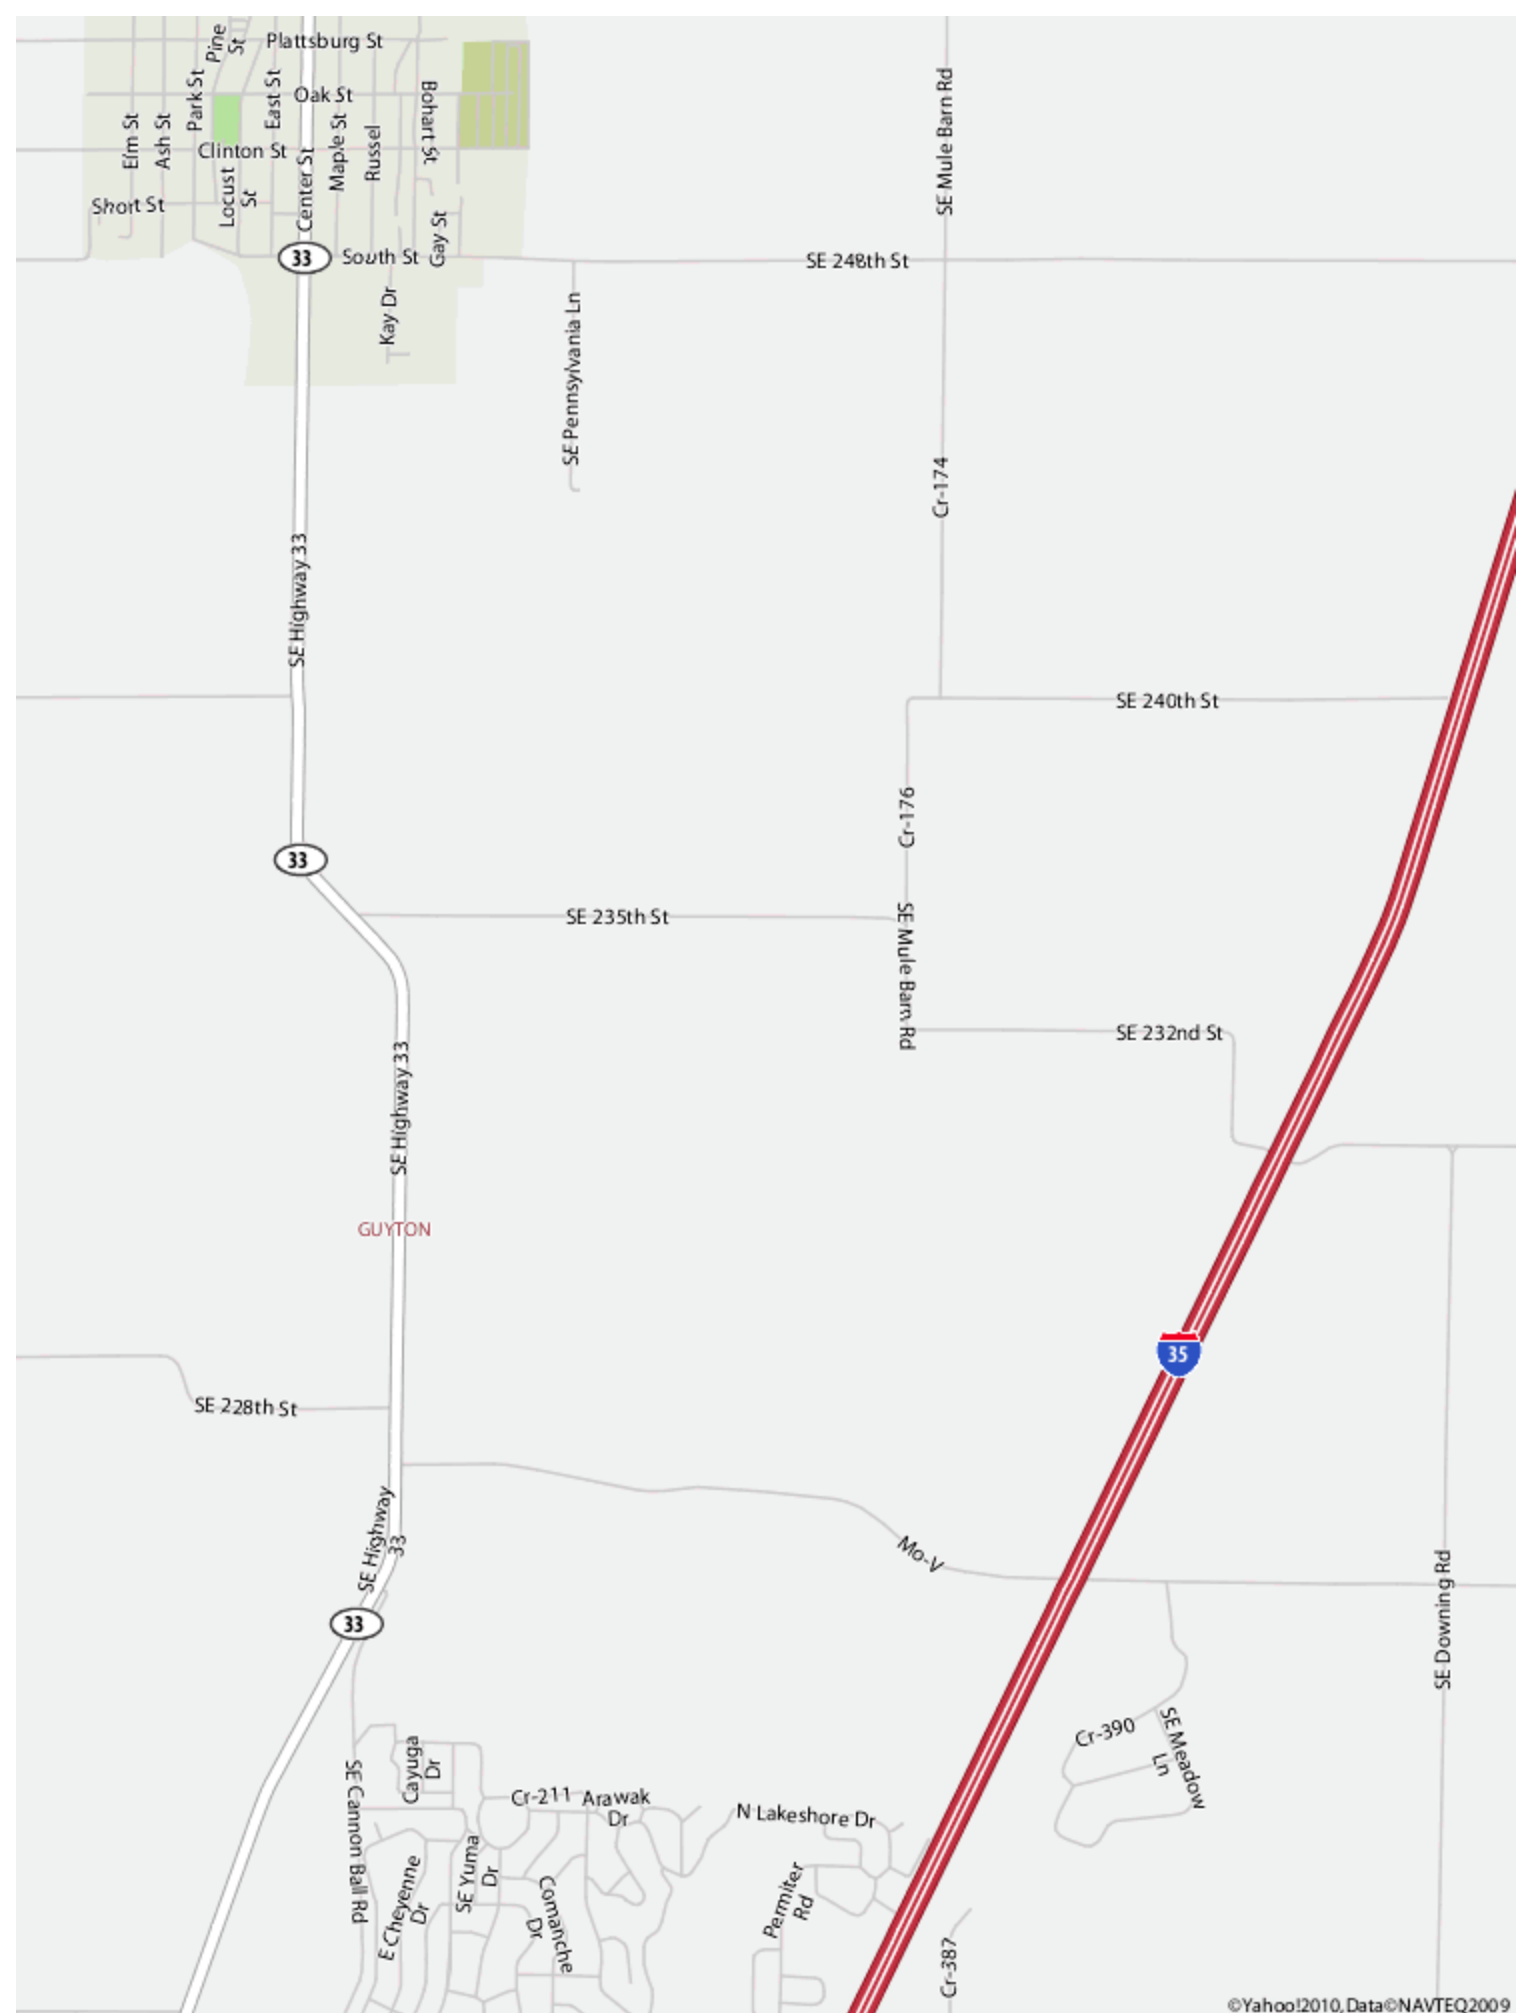 Pine
St
Plattsburg St
Park St
East St
Oak St
Bohart St
SE Mule Barn Rd
Elm St
Ash St
Maple St
Russel
Clinton St
Center St
Locust
St
Short St
Gay St
33
South St
SE 248th St
Kay Dr
SE Pennsylvania Ln
Cr-174
SE Highway 33
SE 240th St
Cr-176
33
SE 235th St
SE Mule Barn Rd
SE 232nd St
SE Highway 33
GUYTON
35
SE 228th St
SE Highway
33
Mo-V
SE Downing Rd
33
Cr-390
SE Meadow
Ln
Cayuga
Dr
SE Cannon Ball Rd
Cr-211
Arawak
Dr
N Lakeshore Dr
SE Yuma
Dr
E Cheyenne
Dr
Comanche
Dr
Permiter
Rd
Cr-387
©Yahoo!2010,Data©NAVTEQ2009